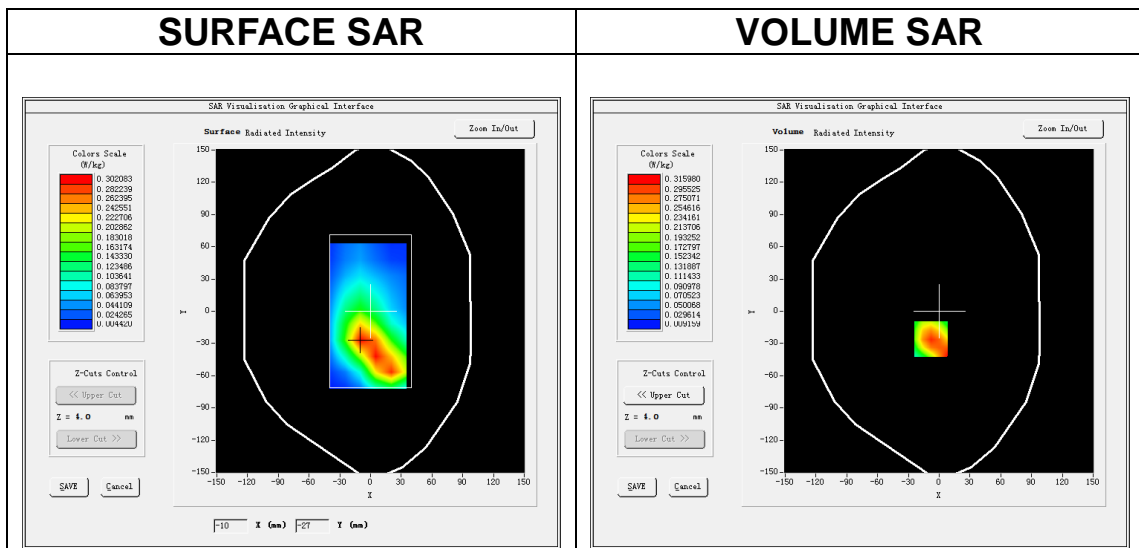 SURFACE SAR
VOLUME SAR
SAR Visualisation Graphical Interface
Surface Radiated Intensity
Zoom In/Out
Colors Scale
(W/kg)
0.302083
0.282239
0.262395
0.242551
0.222706
0.202862
0.183018
0.163174
0.143330
0.123486
0.103641
0.083797
0.063953
0.044109
0.024265
0.004420
Z-Cuts Control
<< Upper Cut
Z = 4.0 mm
Lower Cut >>
SAVE Cancel
150
120
90
60
30
0
-30
-60
-90
-120
-150
Y
-150 -120 -90 -60 -30 0 30 60 90 120 150
X
-10 X (mm) -27 Y (mm)
SAR Visualisation Graphical Interface
Volume Radiated Intensity
Zoom In/Out
Colors Scale
(W/kg)
0.315980
0.295525
0.275071
0.254616
0.234161
0.213706
0.193252
0.172797
0.152342
0.131887
0.111433
0.090978
0.070523
0.050068
0.029614
0.009159
Z-Cuts Control
<< Upper Cut
Z = 4.0 mm
Lower Cut >>
SAVE Cancel
150
120
90
60
30
0
-30
-60
-90
-120
-150
Y
-150 -120 -90 -60 -30 0 30 60 90 120 150
X